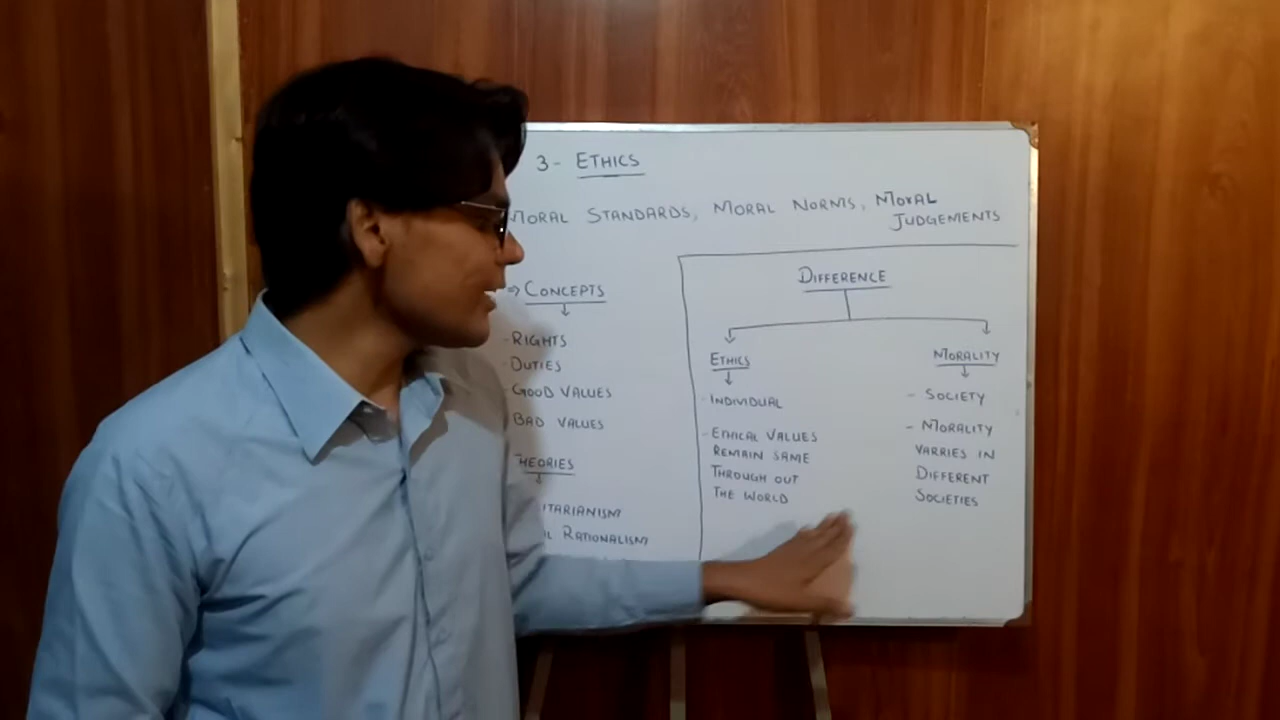 3- ETHICS
MORAL STANDARDS, MORAL NORMS, MORAL
JUDGEMENTS
⇒ CONCEPTS
- RIGHTS
- DUTIES
- GOOD VALUES
BAD VALUES
THEORIES
ITARIANISM
L RATIONALISM
DIFFERENCE
ETHICS
- INDIVIDUAL
- ETHICAL VALUES
REMAIN SAME
THROUGH OUT
THE WORLD
MORALITY
- SOCIETY
- MORALITY
VARRIES IN
DIFFERENT
SOCIETIES